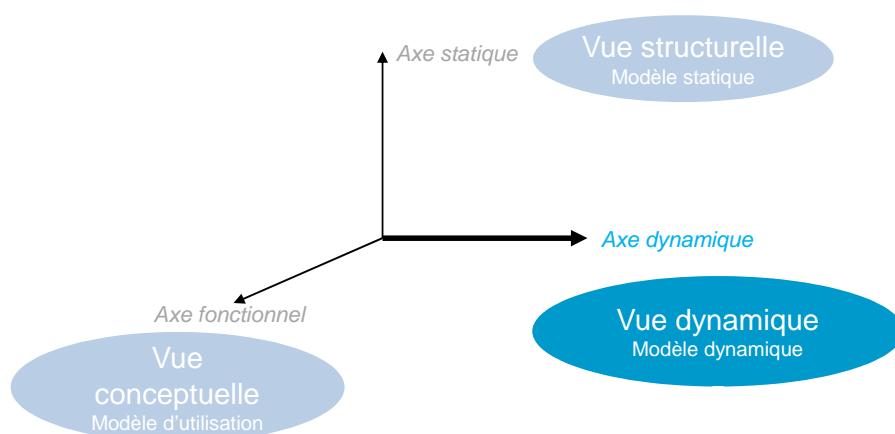 Vue structurelle
Axe statique
Modèle statique
Axe dynamique
Axe fonctionnel
Vue dynamique
Modèle dynamique
Vue
conceptuelle
Modèle d'utilisation